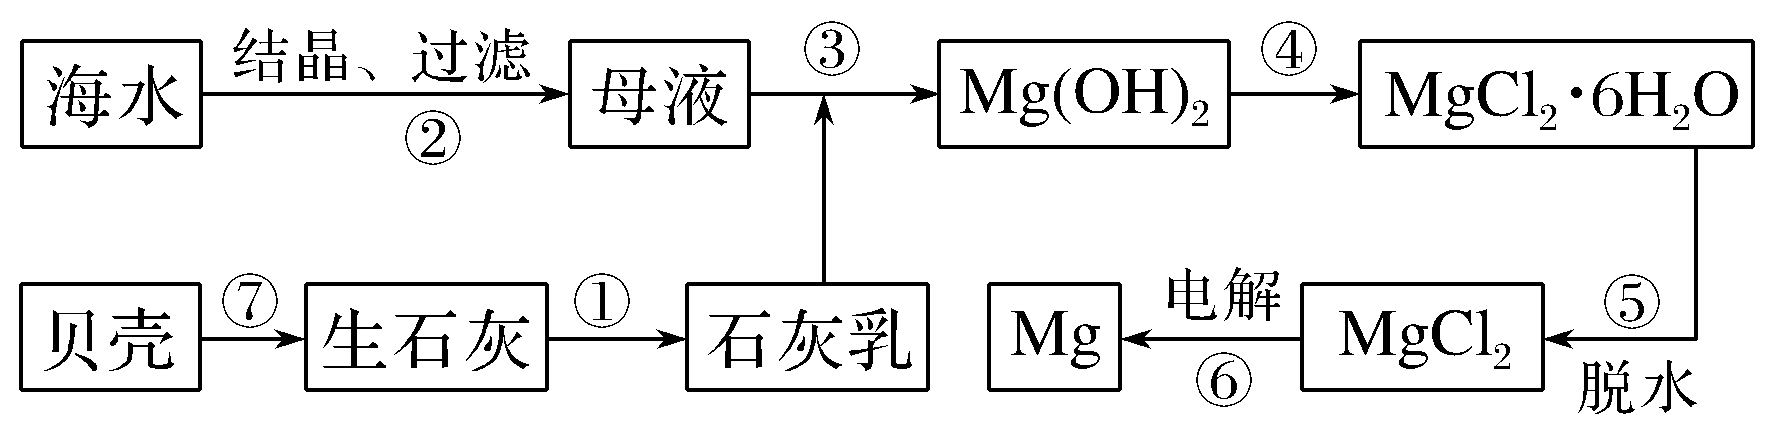 海水
结晶、过滤
②
母液
③
Mg(OH)₂
④
MgCl₂·6H₂O
贝壳
⑦
生石灰
①
石灰乳
Mg
电解
⑥
MgCl₂
⑤
脱水